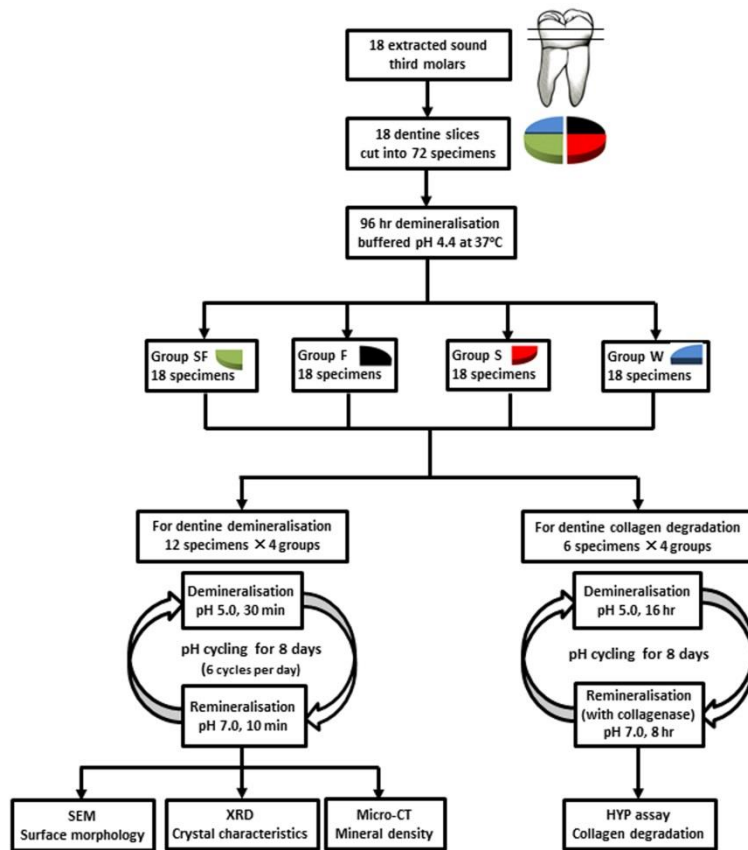 18 extracted sound
third molars
18 dentine slices
cut into 72 specimens
96 hr demineralisation
buffered pH 4.4 at 37°C
Group SF
18 specimens
Group F
18 specimens
Group S
18 specimens
Group W
18 specimens
For dentine demineralisation
12 specimens × 4 groups
For dentine collagen degradation
6 specimens × 4 groups
Demineralisation
pH 5.0, 30 min
pH cycling for 8 days
(6 cycles per day)
Remineralisation
pH 7.0, 10 min
Demineralisation
pH 5.0, 16 hr
pH cycling for 8 days
Remineralisation
(with collagenase)
pH 7.0, 8 hr
SEM
Surface morphology
XRD
Crystal characteristics
Micro-CT
Mineral density
HYP assay
Collagen degradation